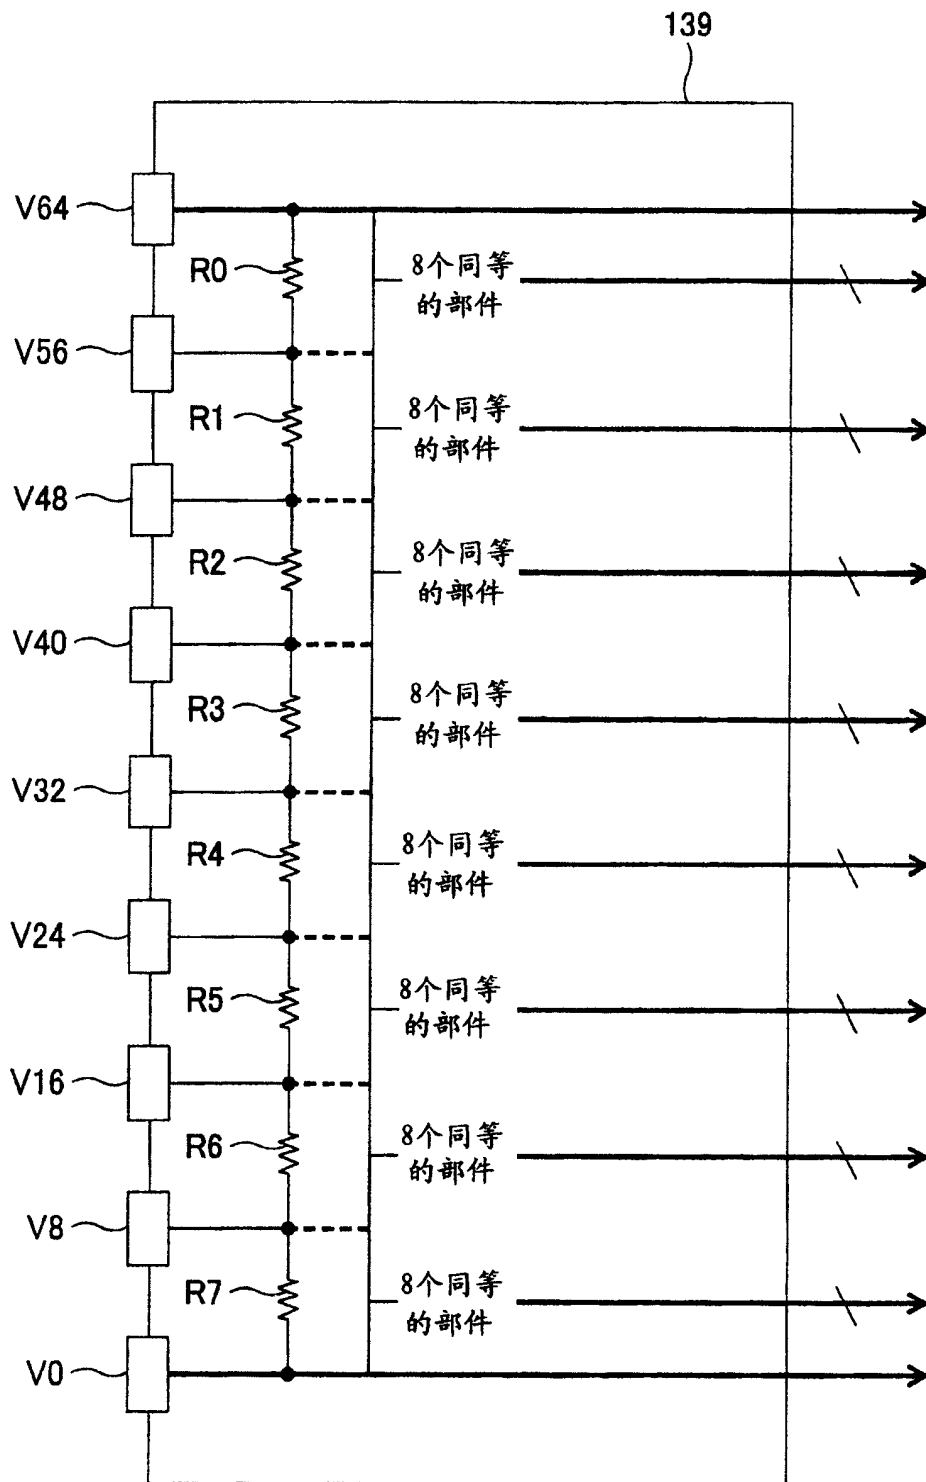 139
V64
R0
8个同等
的部件
V56
R1
8个同等
的部件
V48
R2
8个同等
的部件
V40
R3
8个同等
的部件
V32
R4
8个同等
的部件
V24
R5
8个同等
的部件
V16
R6
8个同等
的部件
V8
R7
8个同等
的部件
V0